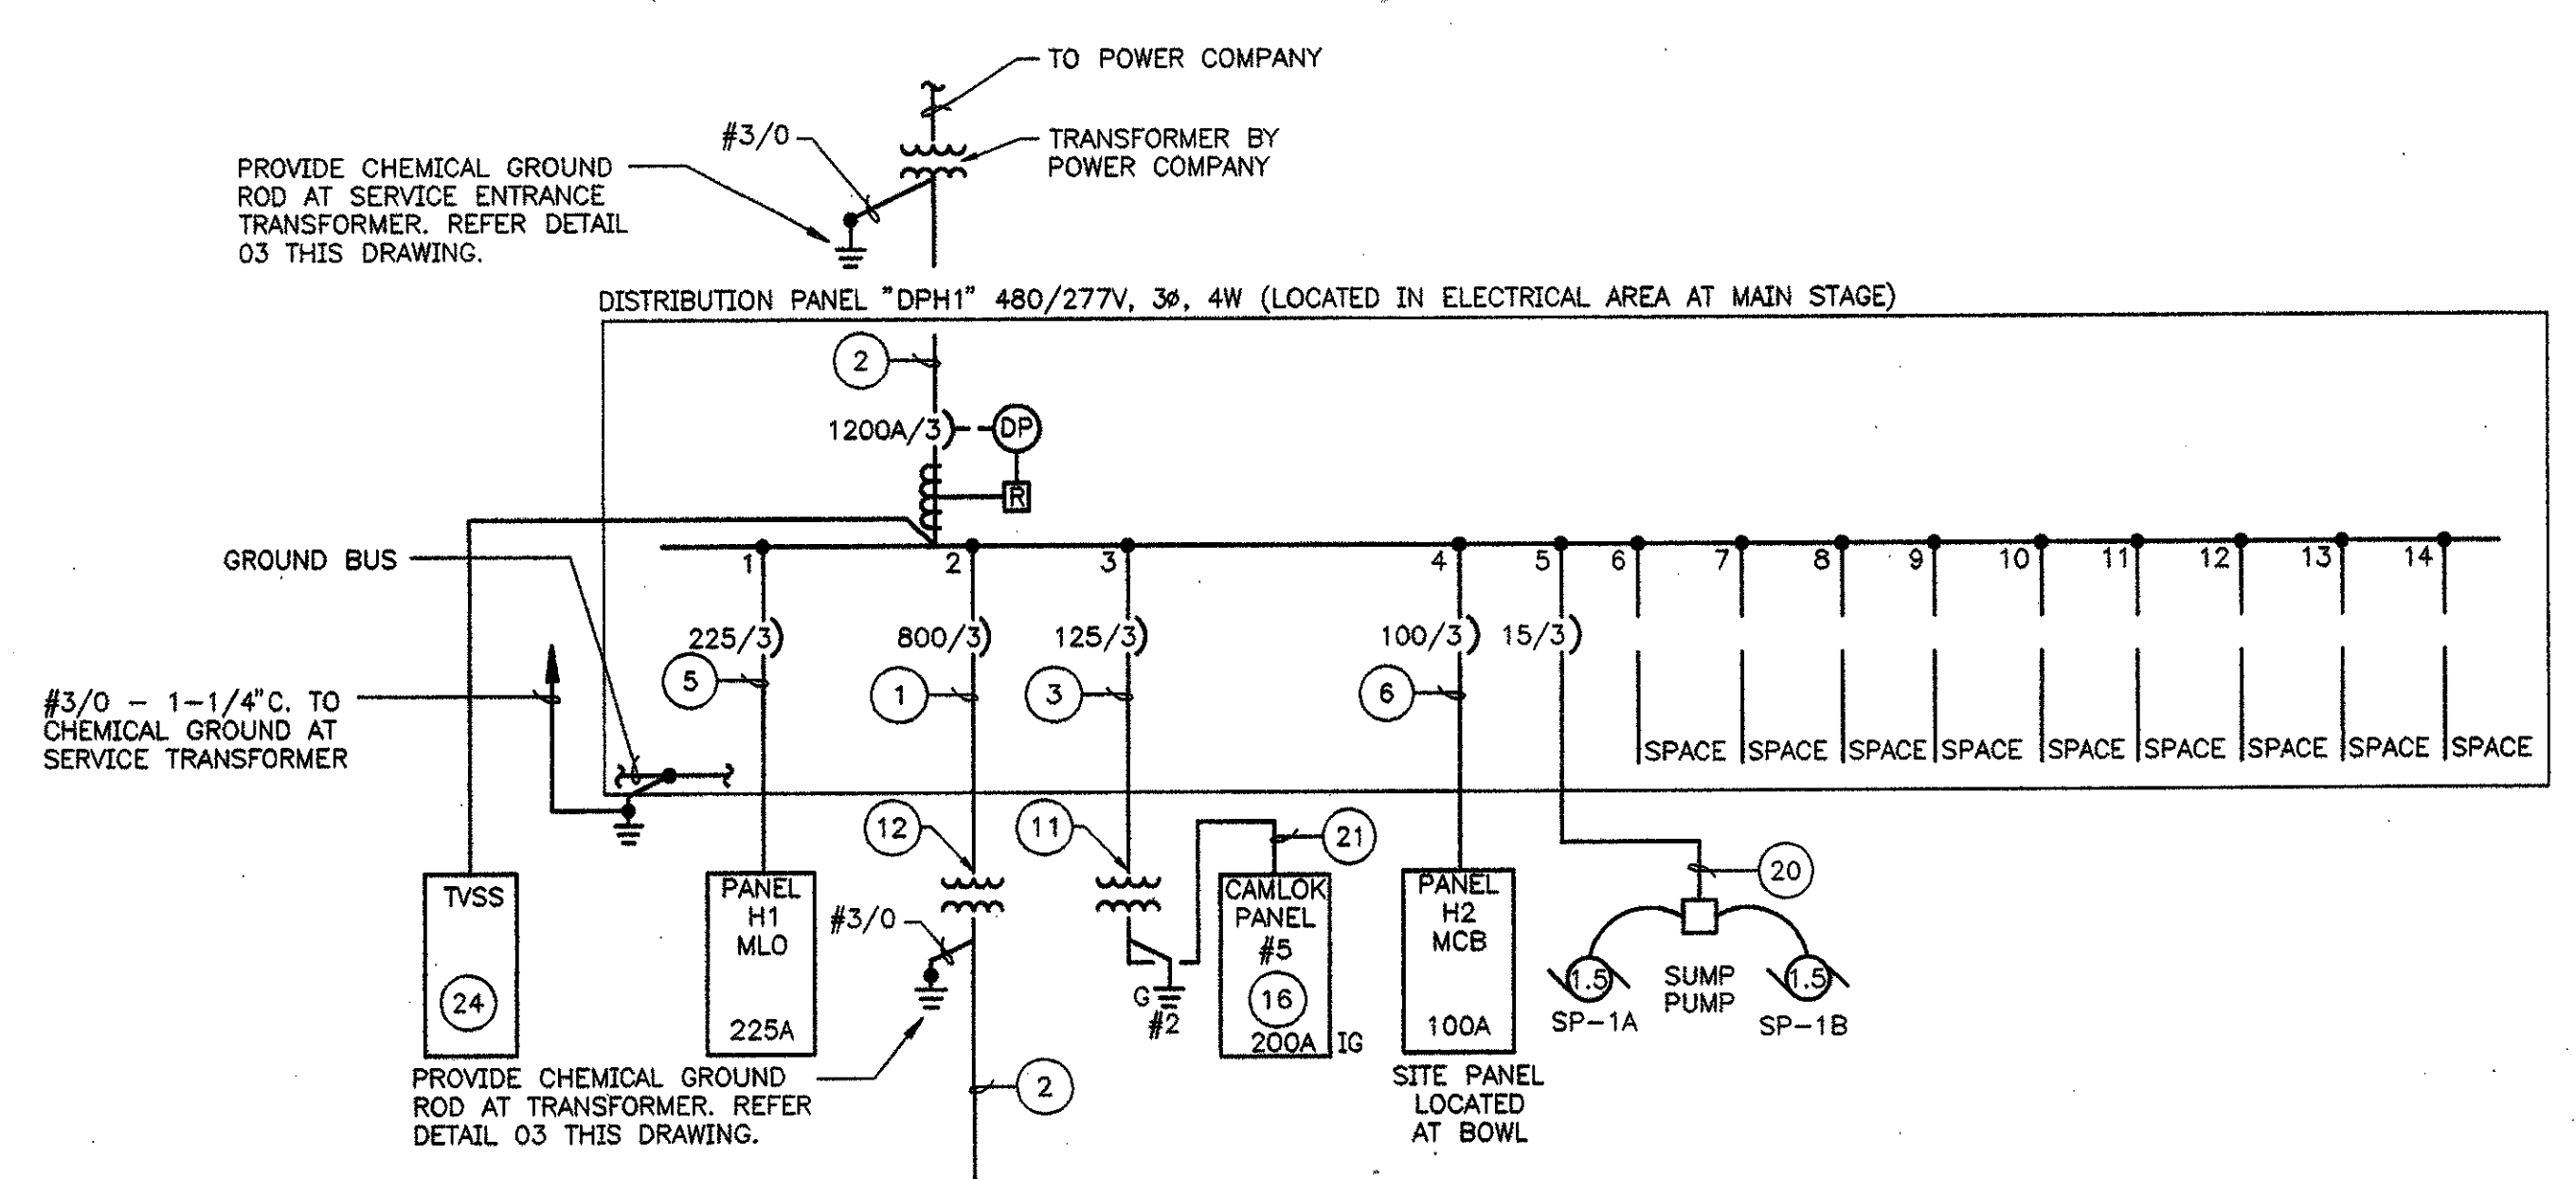 TO POWER COMPANY
#3/0
TRANSFORMER BY
POWER COMPANY
PROVIDE CHEMICAL GROUND
ROD AT SERVICE ENTRANCE
TRANSFORMER. REFER DETAIL
03 THIS DRAWING.
DISTRIBUTION PANEL "DPH1" 480/277V, 3ø, 4W (LOCATED IN ELECTRICAL AREA AT MAIN STAGE)
2
1200A/3
DP
R
GROUND BUS
1
2
3
4
5
6
7
8
9
10
11
12
13
14
225/3
800/3
125/3
100/3
15/3
5
1
3
6
#3/0 - 1-1/4"C. TO
CHEMICAL GROUND AT
SERVICE TRANSFORMER
SPACE
SPACE
SPACE
SPACE
SPACE
SPACE
SPACE
SPACE
SPACE
12
11
21
20
TVSS
24
PANEL
H1
MLO
225A
#3/0
G
#2
CAMLOK
PANEL
#5
16
200A IG
PANEL
H2
MCB
100A
SITE PANEL
LOCATED
AT BOWL
1.5
SP-1A
SUMP
PUMP
1.5
SP-1B
PROVIDE CHEMICAL GROUND
ROD AT TRANSFORMER. REFER
DETAIL 03 THIS DRAWING.
2